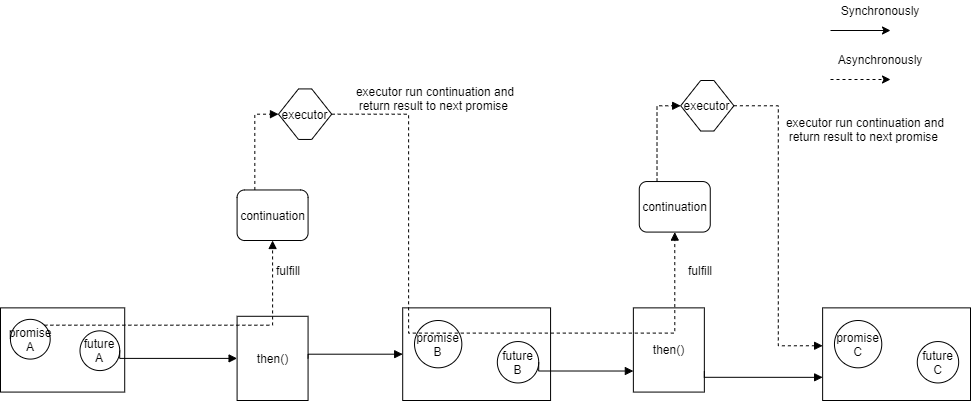 Synchronously
Asynchronously
executor
executor run continuation and
return result to next promise
executor
executor run continuation and
return result to next promise
continuation
continuation
fulfill
fulfill
promise
A
future
A
then()
promise
B
future
B
then()
promise
C
future
C